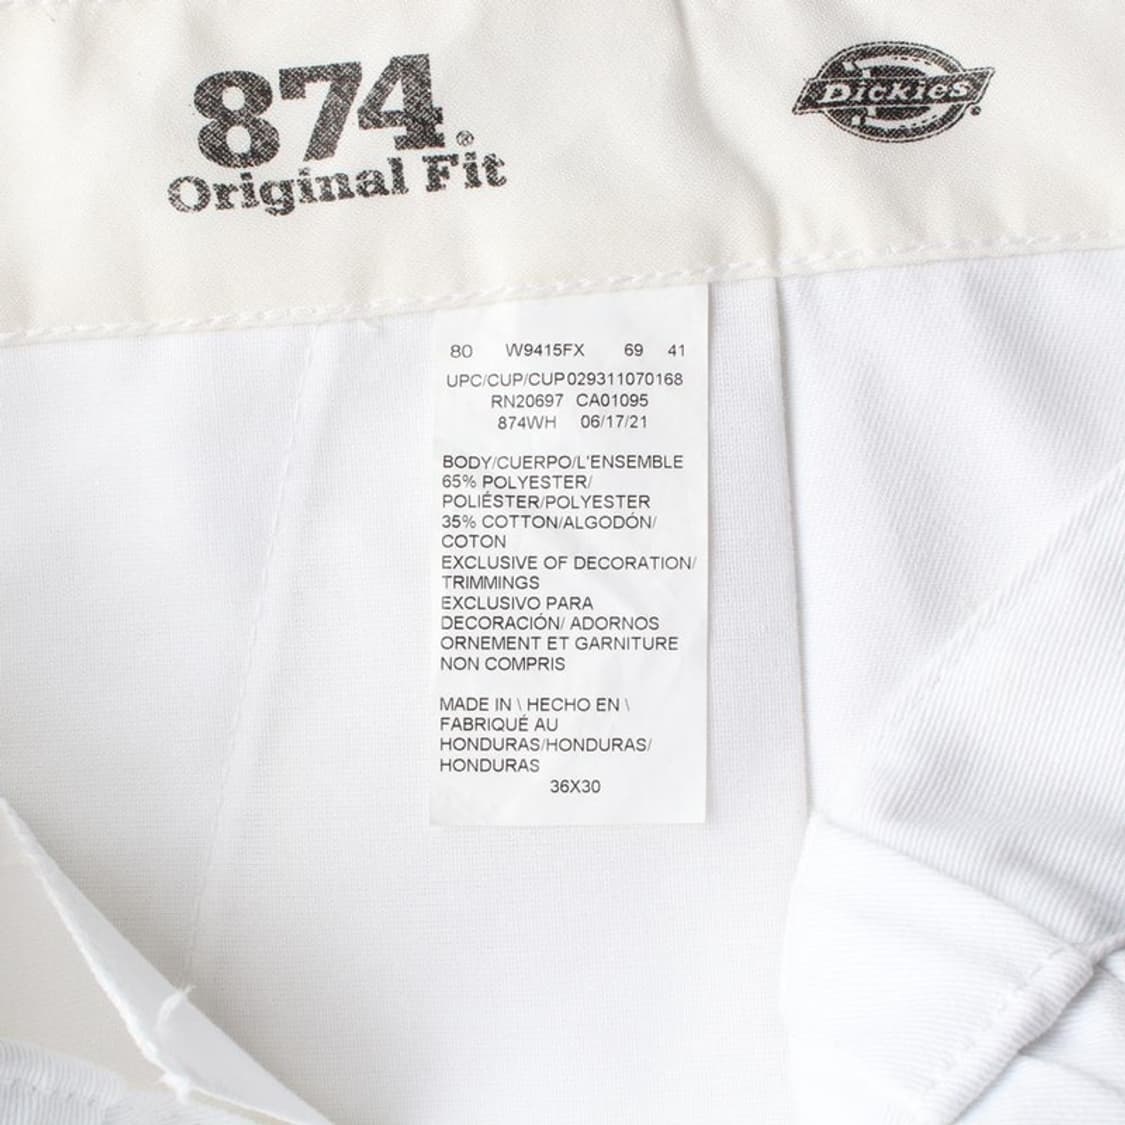 874®
Original Fit
Dickies®
80 W9415FX 69 41
UPC/CUP/CUP029311070168
RN20697 CA01095
874WH 06/17/21
BODY/CUERPO/L'ENSEMBLE
65% POLYESTER/
POLIÉSTER/POLYESTER
35% COTTON/ALGODÓN/
COTON
EXCLUSIVE OF DECORATION/
TRIMMINGS
EXCLUSIVO PARA
DECORACIÓN/ ADORNOS
ORNEMENT ET GARNITURE
NON COMPRIS
MADE IN \ HECHO EN \
FABRIQUÉ AU
HONDURAS/HONDURAS/
HONDURAS
36X30